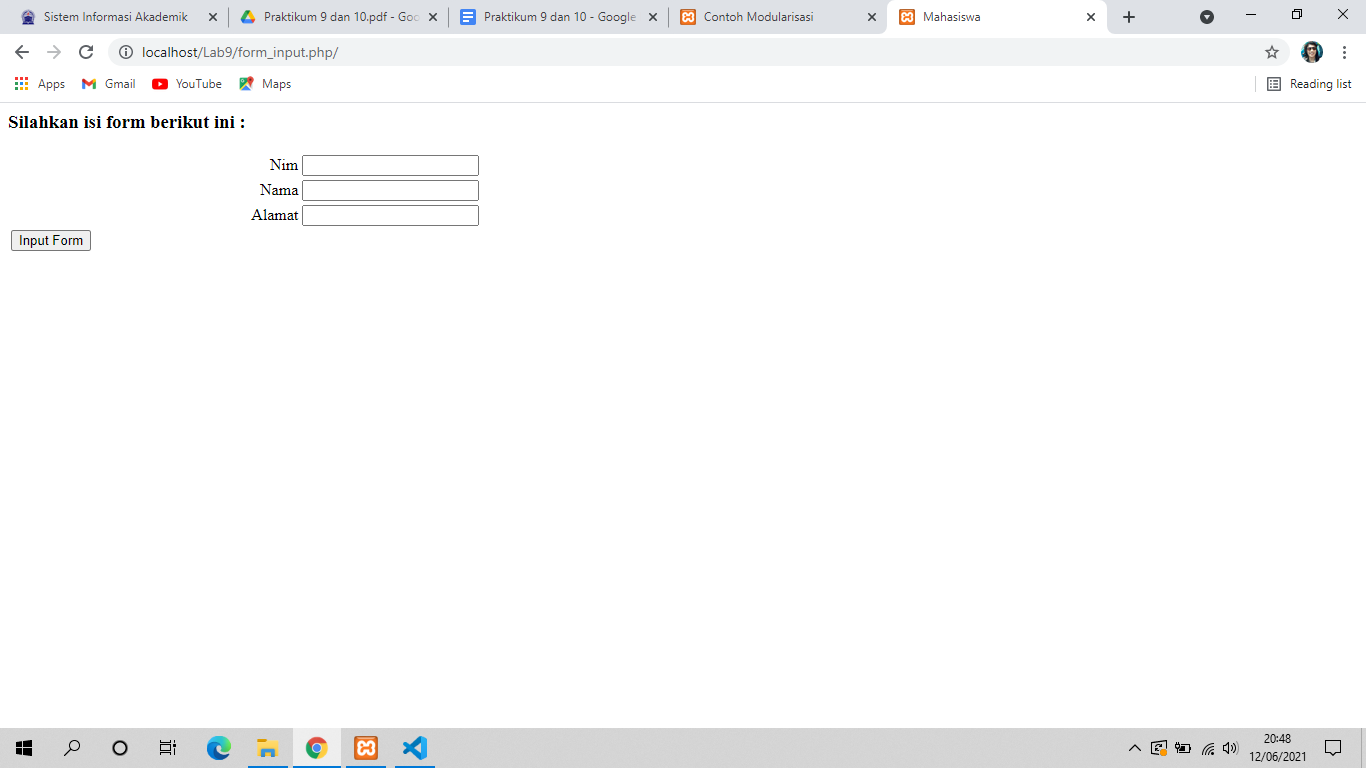 Sistem Informasi Akademik
Praktikum 9 dan 10.pdf - Goo
Praktikum 9 dan 10 - Google
Contoh Modularisasi
Mahasiswa
localhost/Lab9/form_input.php/
Apps
Gmail
YouTube
Maps
Reading list
Silahkan isi form berikut ini :
Nim
Nama
Alamat
Input Form
20:48
12/06/2021